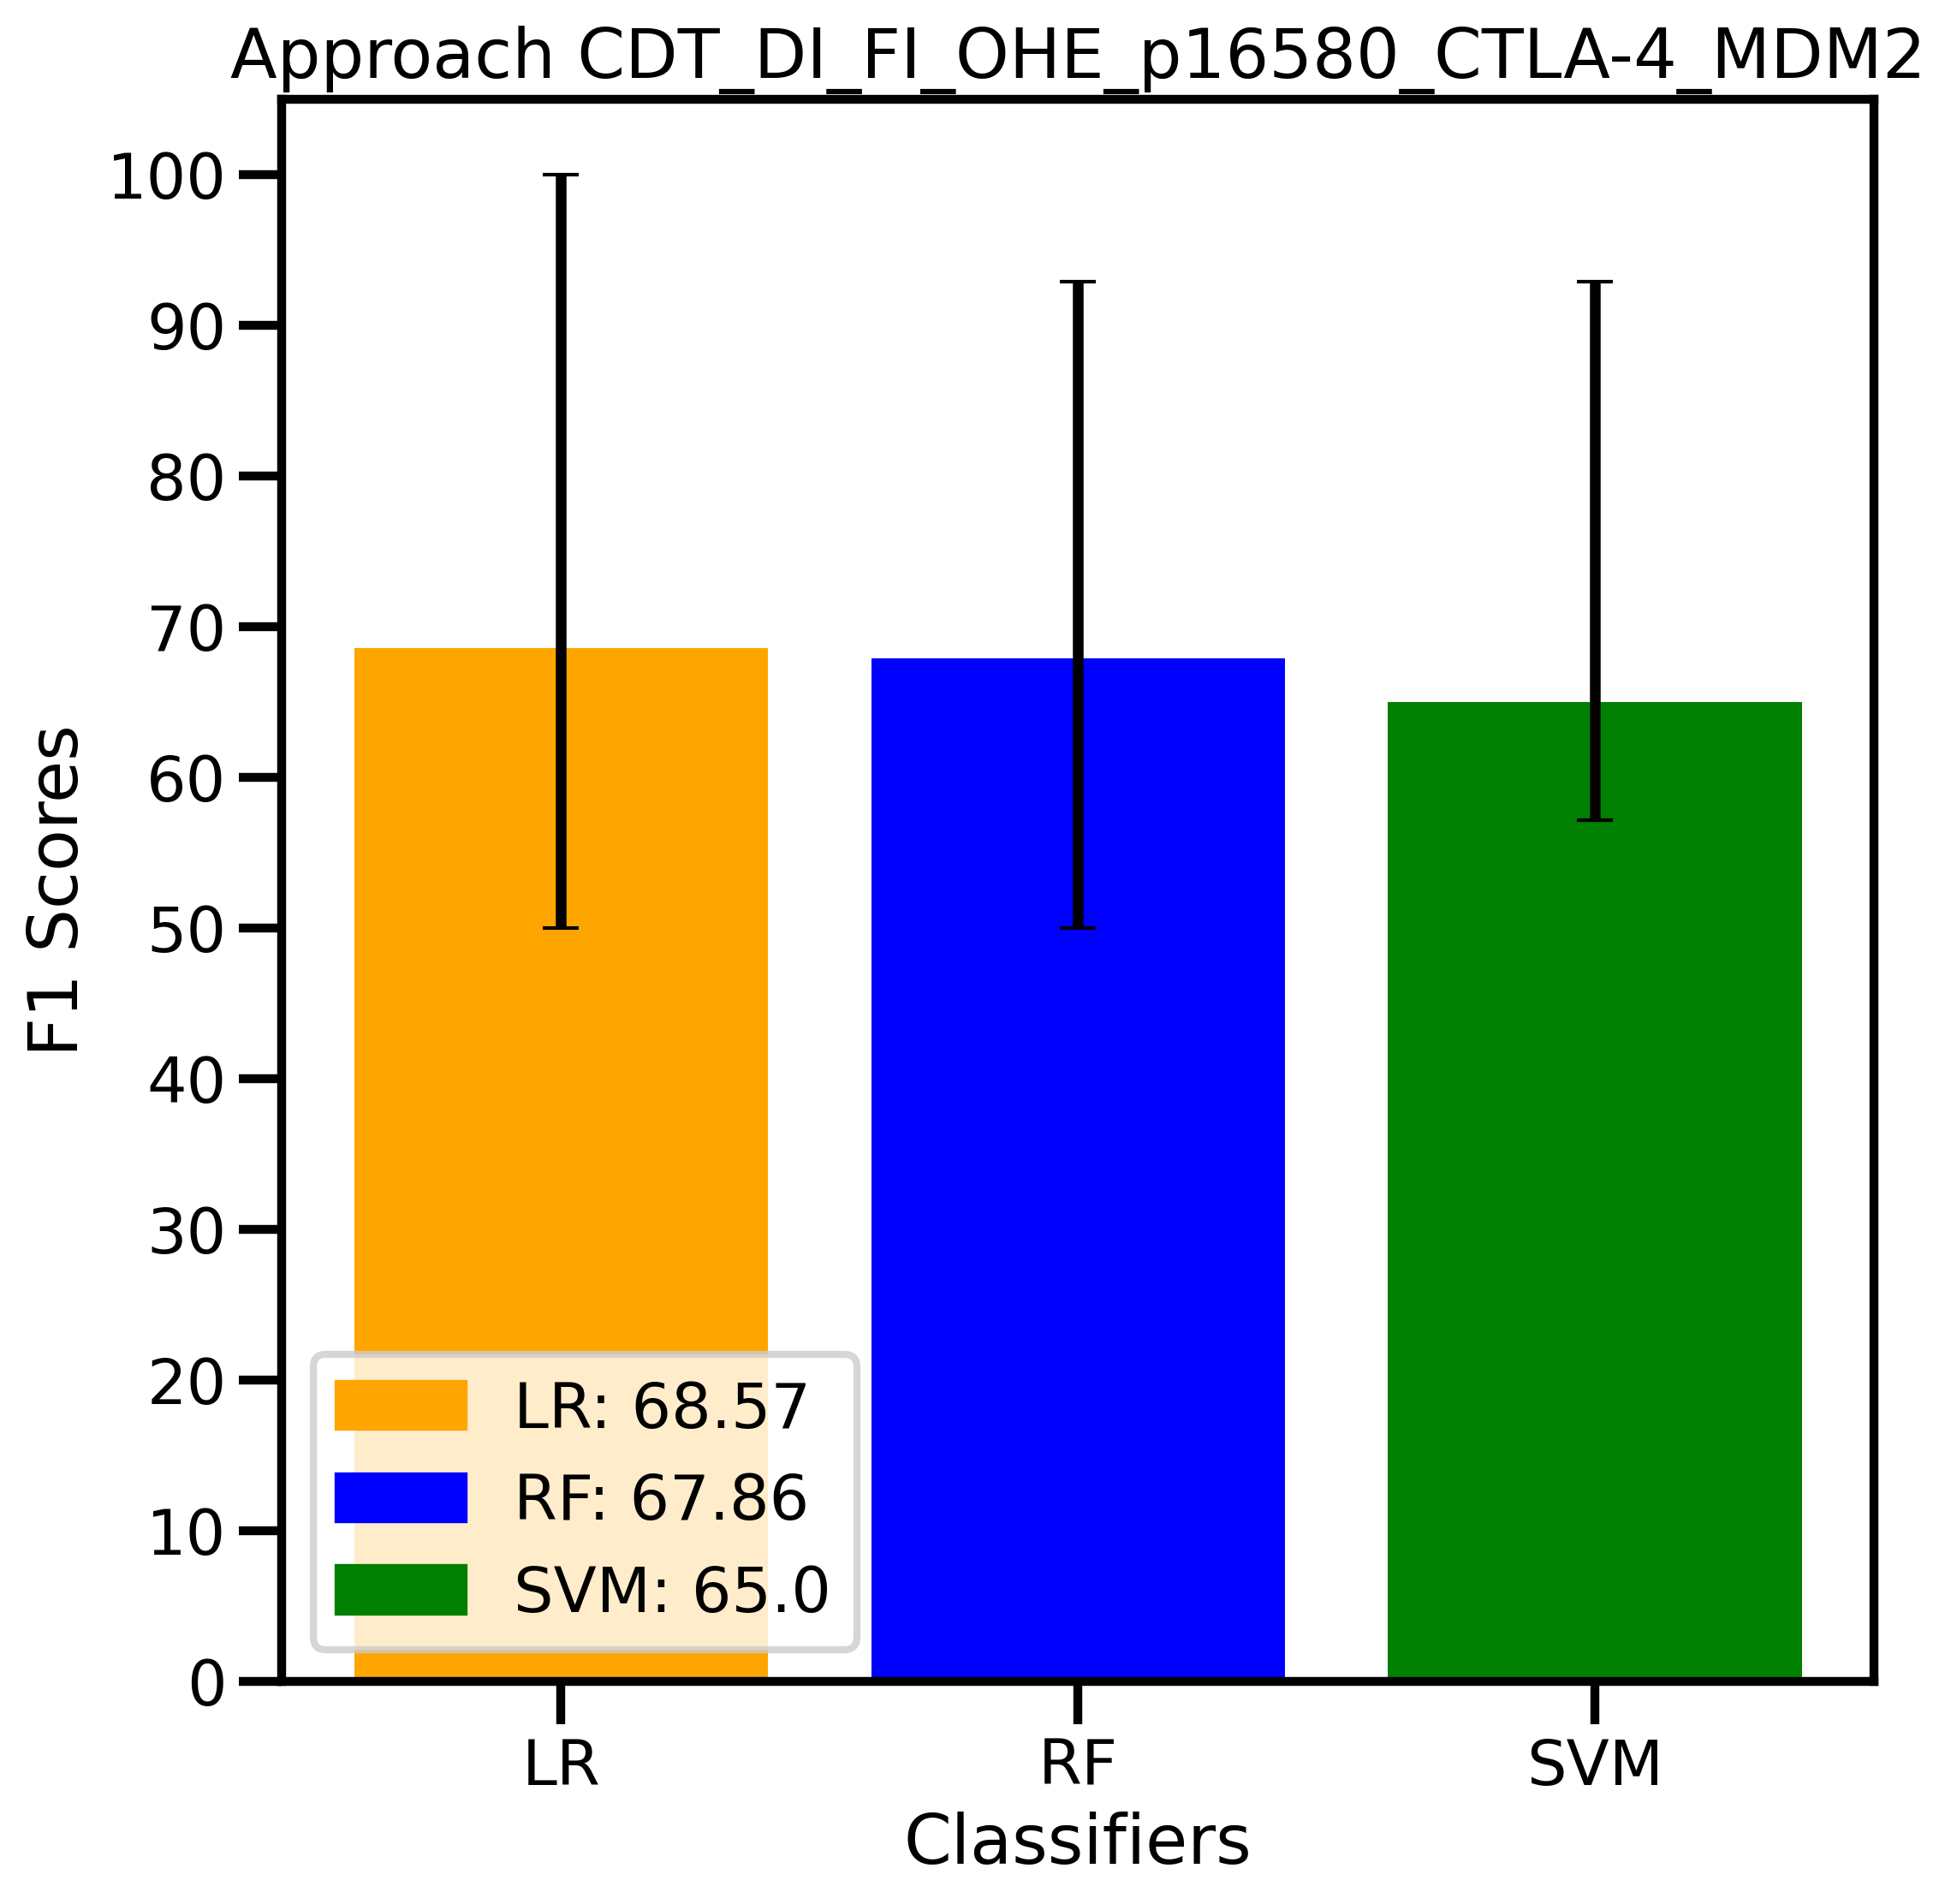 Approach CDT_DI_FI_OHE_p16580_CTLA-4_MDM2
100
90
80
70
60
50
40
30
20
10
0
F1 Scores
LR: 68.57
RF: 67.86
SVM: 65.0
LR
RF
SVM
Classifiers